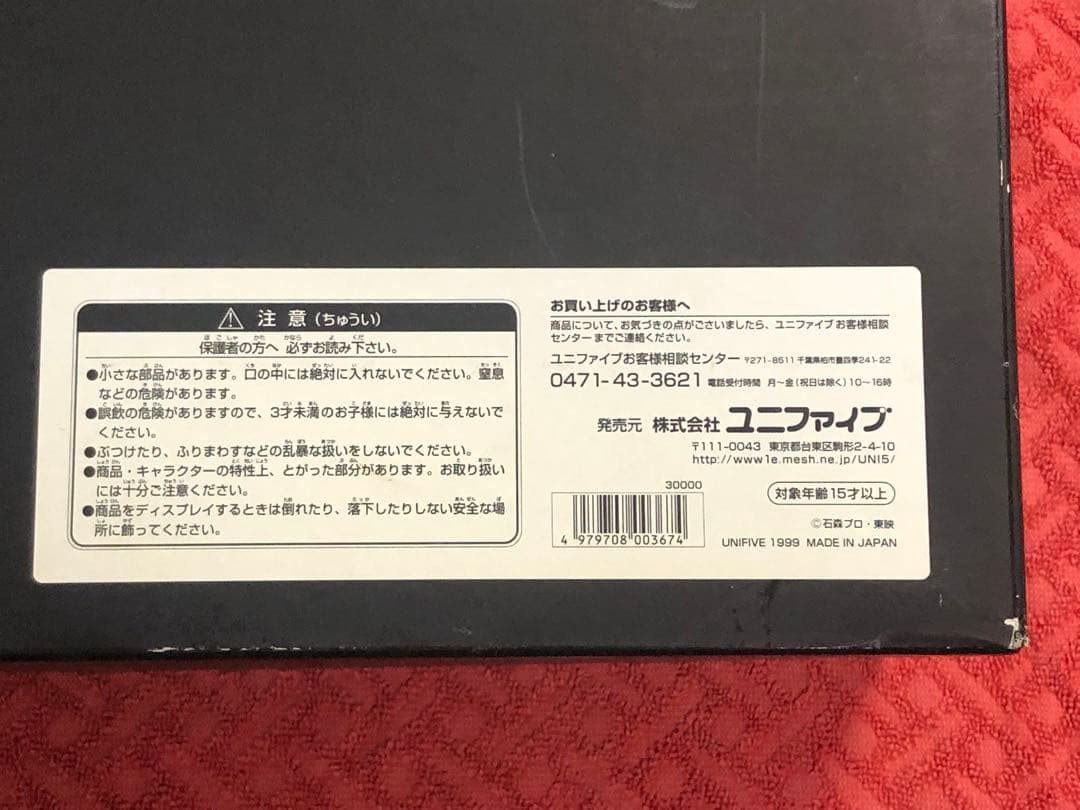 注意(ちゅうい)
保護者の方へ 必ずお読み下さい。
●小さな部品があります。口の中には絶対に入れないでください。窒息
などの危険があります。
●誤飲の危険がありますので、3才未満のお子様には絶対に与えないで
ください。
●ぶつけたり、ふりまわすなどの乱暴な扱いをしないでください。
●商品・キャラクターの特性上、とがった部分があります。お取り扱い
には十分ご注意ください。
●商品をディスプレイするときは倒れたり、落下したりしない安全な場
所に飾ってください。
お買い上げのお客様へ
商品について、お気づきの点がございましたら、ユニファイブお客様相談
センターまでご連絡ください。
ユニファイブお客様相談センター 〒271-8511 千葉県柏市豊四季241-22
0471-43-3621 電話受付時間 月〜金(祝日は除く)10〜16時
発売元 株式会社 ユニファイブ
〒111-0043 東京都台東区駒形2-4-10
http://www1e.mesh.ne.jp/UNI5/
30000
対象年齢15才以上
4 979708 003674
©石森プロ・東映
UNIFIVE 1999 MADE IN JAPAN